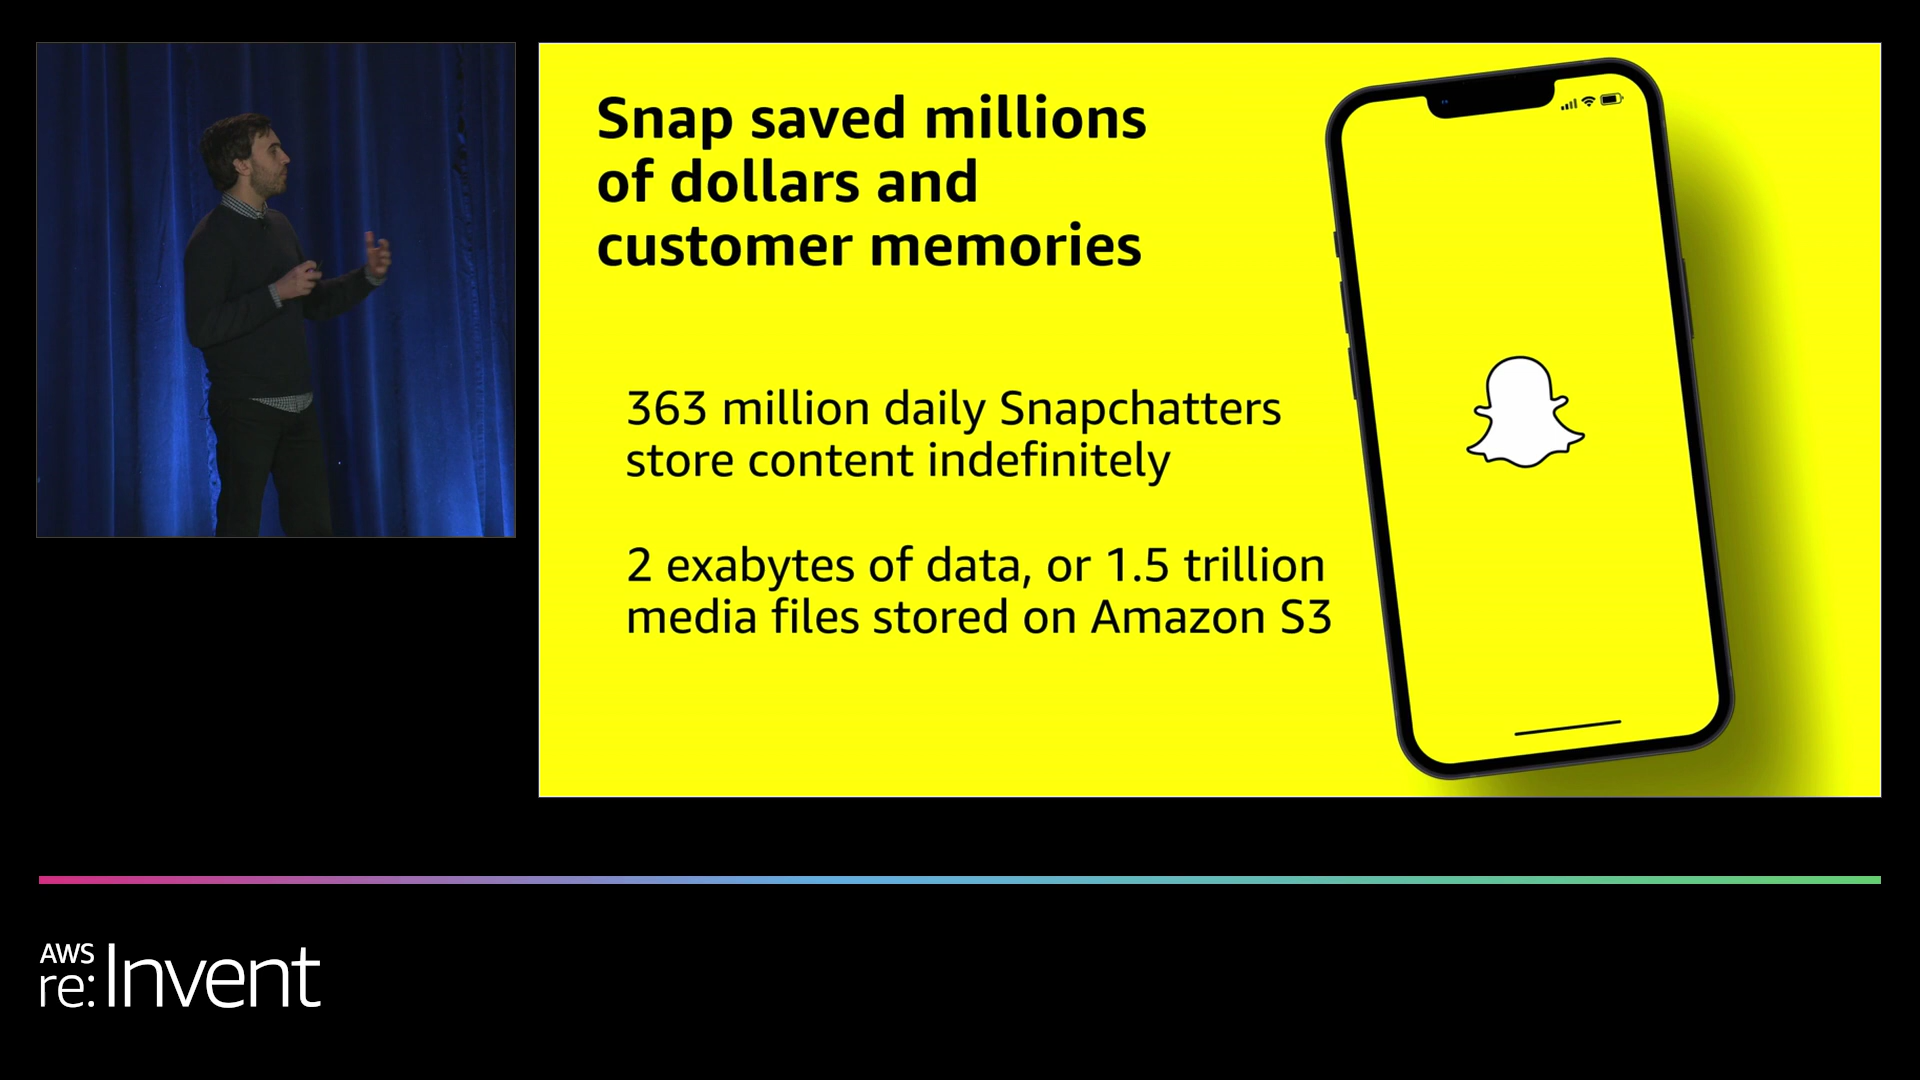 Snap saved millions
of dollars and
customer memories
363 million daily Snapchatters
store content indefinitely
2 exabytes of data, or 1.5 trillion
media files stored on Amazon S3
AWS
re:Invent